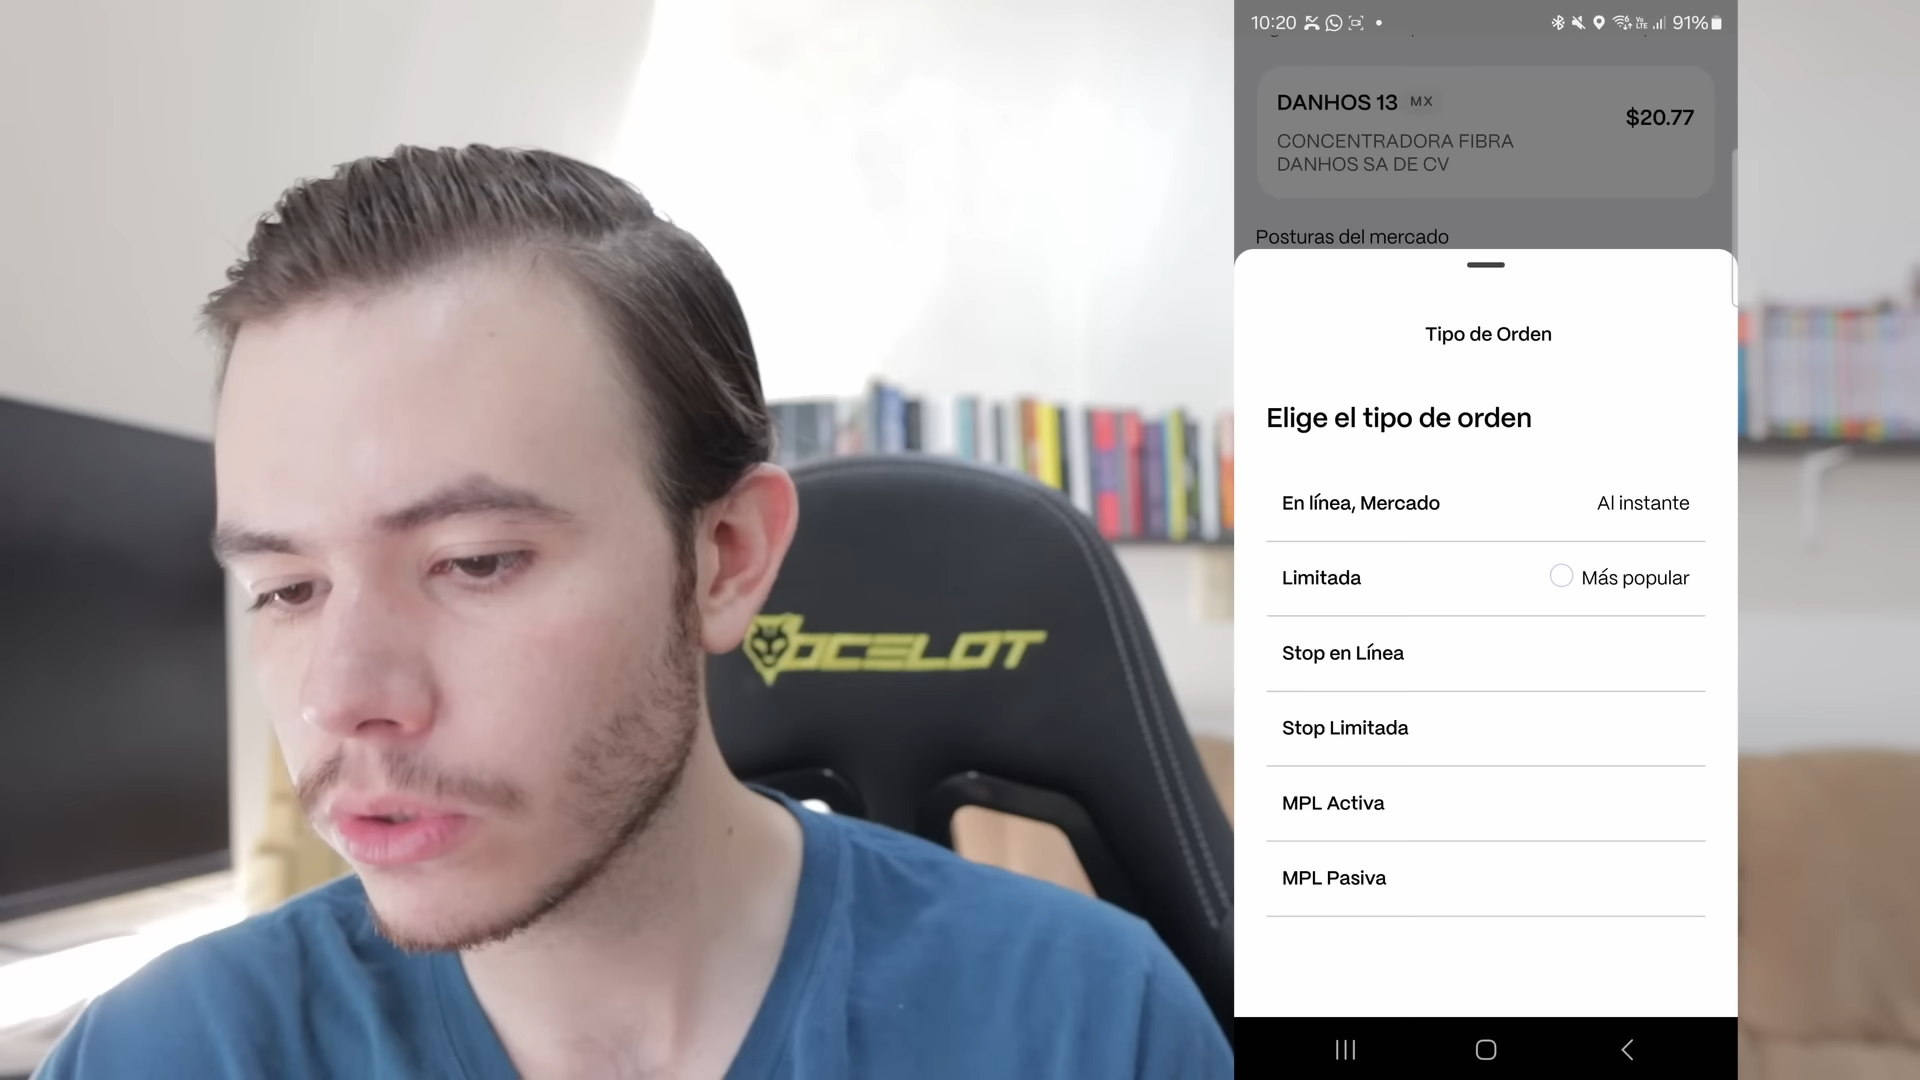 10:20
91%
DANHOS 13 MX
$20.77
CONCENTRADORA FIBRA
DANHOS SA DE CV
Posturas del mercado
Tipo de Orden
Elige el tipo de orden
En línea, Mercado Al instante
Limitada Más popular
Stop en Línea
Stop Limitada
MPL Activa
MPL Pasiva
OCELOT